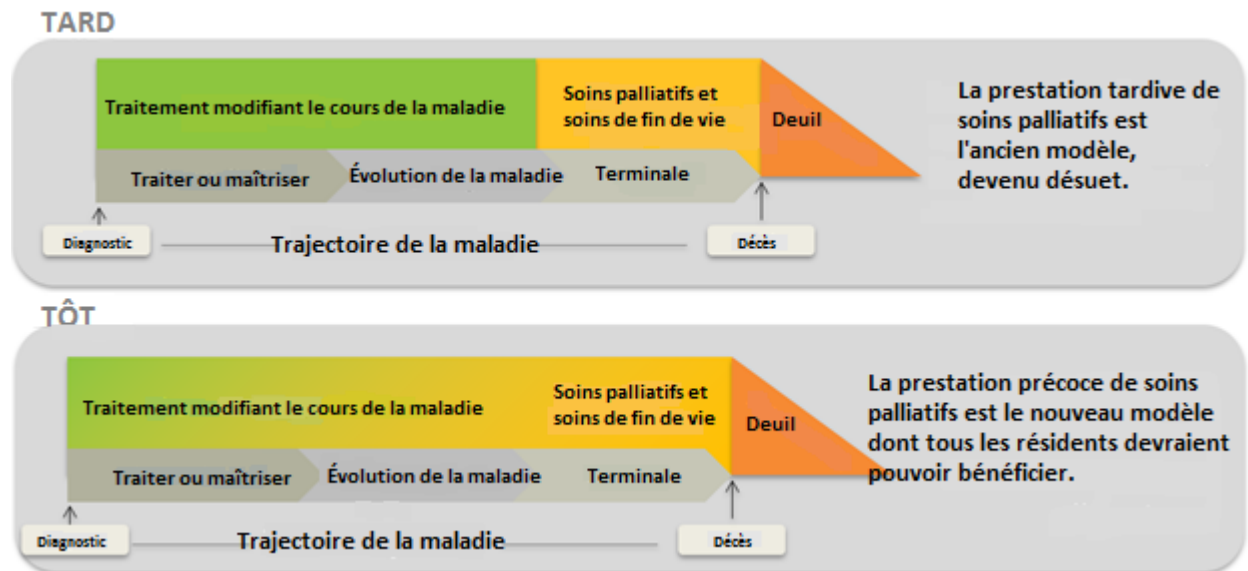 TARD
Traitement modifiant le cours de la maladie
Soins palliatifs et
soins de fin de vie
Deuil
La prestation tardive de
soins palliatifs est
l'ancien modèle,
devenu désuet.
Traiter ou maîtriser
Évolution de la maladie
Terminale
Diagnostic
Trajectoire de la maladie
Décès
TÔT
Traitement modifiant le cours de la maladie
Soins palliatifs et
soins de fin de vie
Deuil
La prestation précoce de soins
palliatifs est le nouveau modèle
dont tous les résidents devraient
pouvoir bénéficier.
Traiter ou maîtriser
Évolution de la maladie
Terminale
Diagnostic
Trajectoire de la maladie
Décès